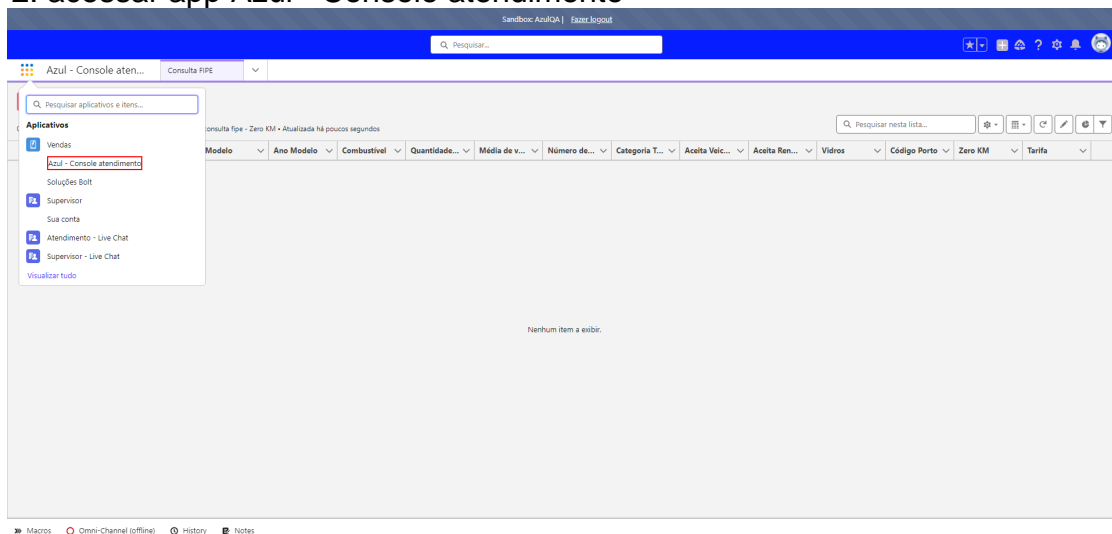 2. acessar app Azul - Console atendimento
Sandbox: AzulQA | Fazer logout
Pesquisar...
Azul - Console aten...
Consulta FIPE
Pesquisar aplicativos e itens...
Aplicativos
Vendas
Azul - Console atendimento
Soluções Bolt
Supervisor
Sua conta
Atendimento - Live Chat
Supervisor - Live Chat
Visualizar tudo
consulta fipe - Zero KM • Atualizada há poucos segundos
Pesquisar nesta lista...
Modelo
Ano Modelo
Combustível
Quantidade...
Média de v...
Número de...
Categoria T...
Aceita Veic...
Aceita Ren...
Vidros
Código Porto
Zero KM
Tarifa
Nenhum item a exibir.
Macros
Omni-Channel (offline)
History
Notes